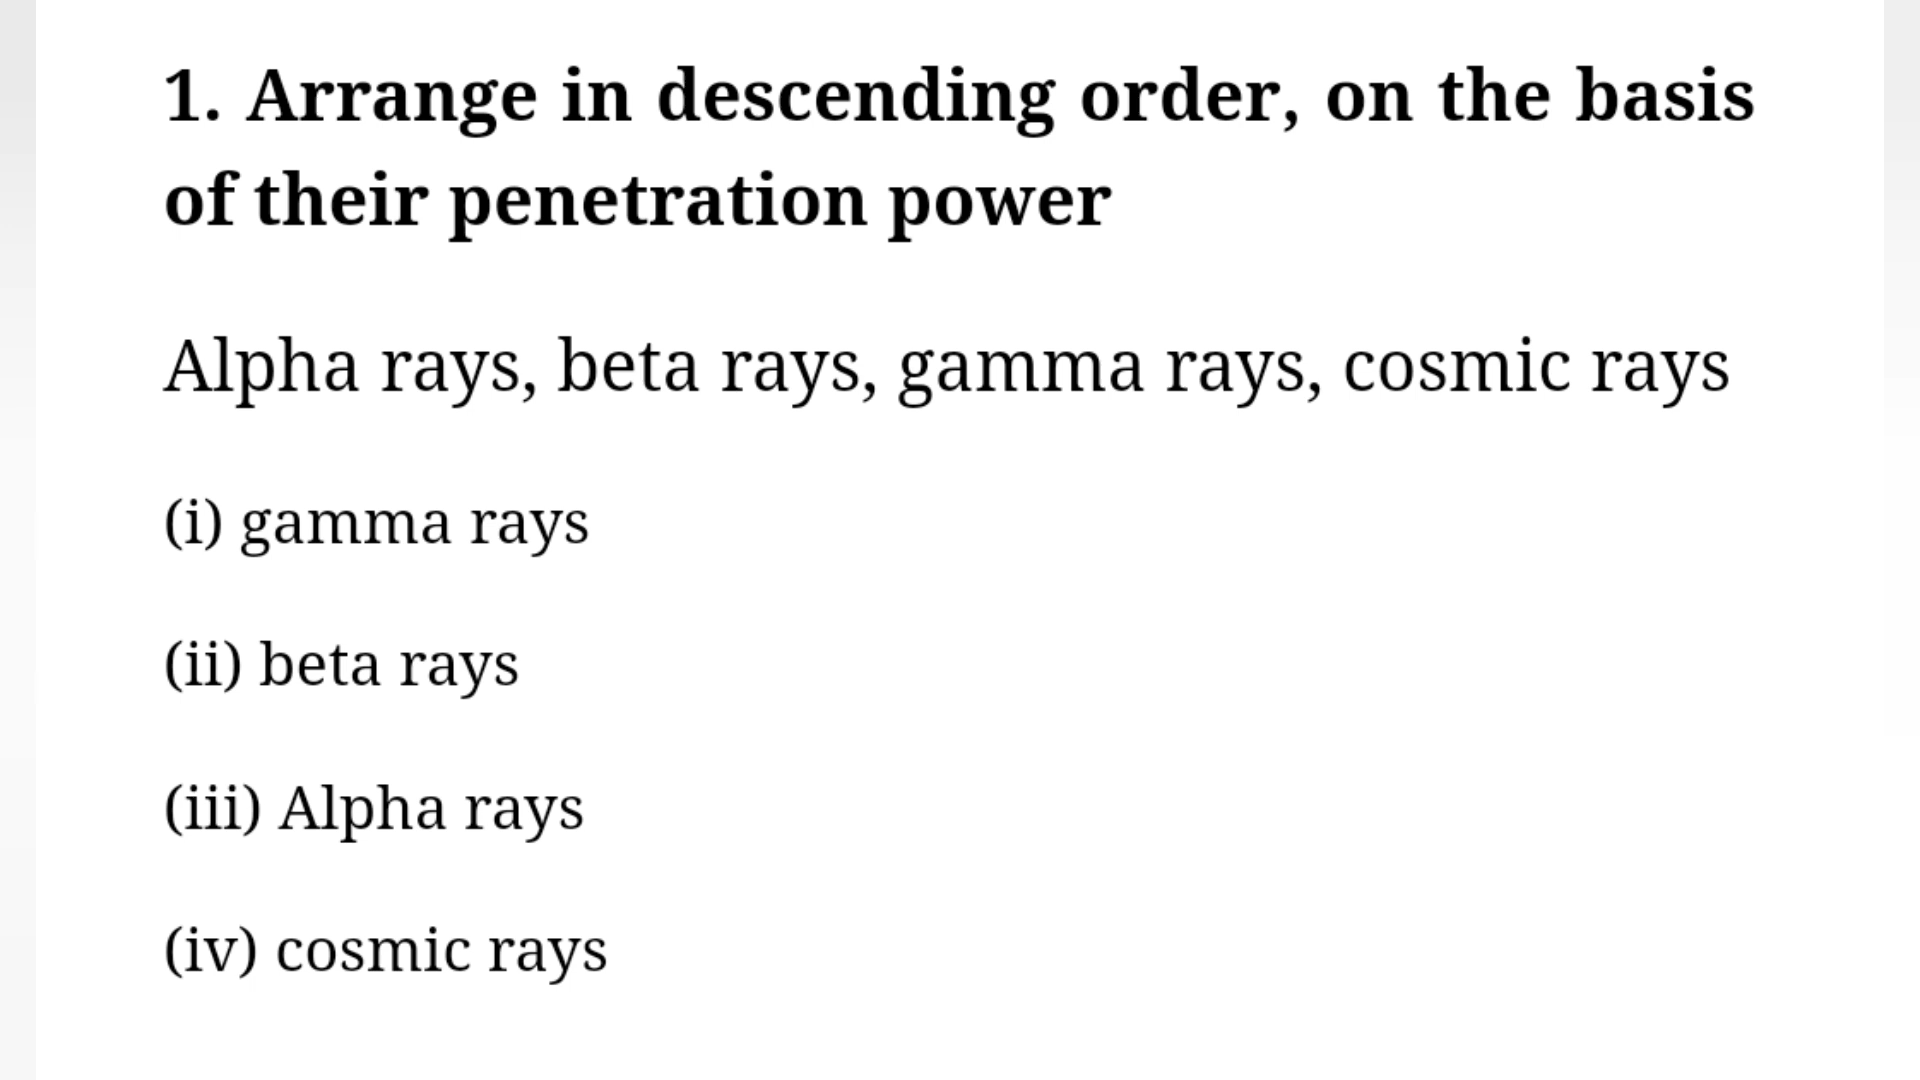 1. Arrange in descending order, on the basis
of their penetration power
Alpha rays, beta rays, gamma rays, cosmic rays
(i) gamma rays
(ii) beta rays
(iii) Alpha rays
(iv) cosmic rays